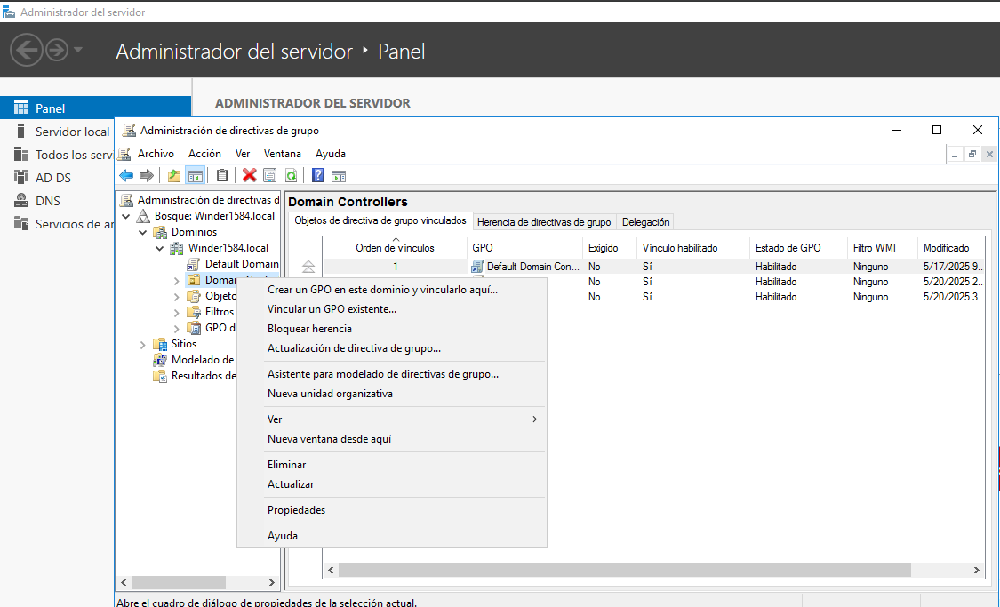 Administrador del servidor
Administrador del servidor ‣ Panel
Panel
ADMINISTRADOR DEL SERVIDOR
Servidor local
Todos los serv
AD DS
DNS
Servicios de ar
Administración de directivas de grupo
Archivo Acción Ver Ventana Ayuda
Administración de directivas d
Bosque: Winder1584.local
Dominios
Winder1584.local
Default Domain
Domain
Objeto
Filtros
GPO d
Sitios
Modelado de
Resultados de
Domain Controllers
Objetos de directiva de grupo vinculados Herencia de directivas de grupo Delegación
Orden de vínculos GPO Exigido Vínculo habilitado Estado de GPO Filtro WMI Modificado
1 Default Domain Con... No Sí Habilitado Ninguno 5/17/2025 9...
No Sí Habilitado Ninguno 5/20/2025 2...
No Sí Habilitado Ninguno 5/20/2025 3...
Crear un GPO en este dominio y vincularlo aquí...
Vincular un GPO existente...
Bloquear herencia
Actualización de directiva de grupo...
Asistente para modelado de directivas de grupo...
Nueva unidad organizativa
Ver
Nueva ventana desde aquí
Eliminar
Actualizar
Propiedades
Ayuda
Abre el cuadro de diálogo de propiedades de la selección actual.